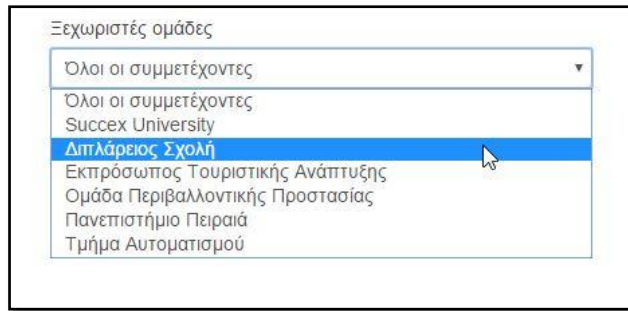 Ξεχωριστές ομάδες
Όλοι οι συμμετέχοντες
Όλοι οι συμμετέχοντες
Succex University
Διπλάρειος Σχολή
Εκπρόσωπος Τουριστικής Ανάπτυξης
Ομάδα Περιβαλλοντικής Προστασίας
Πανεπιστήμιο Πειραιά
Τμήμα Αυτοματισμού